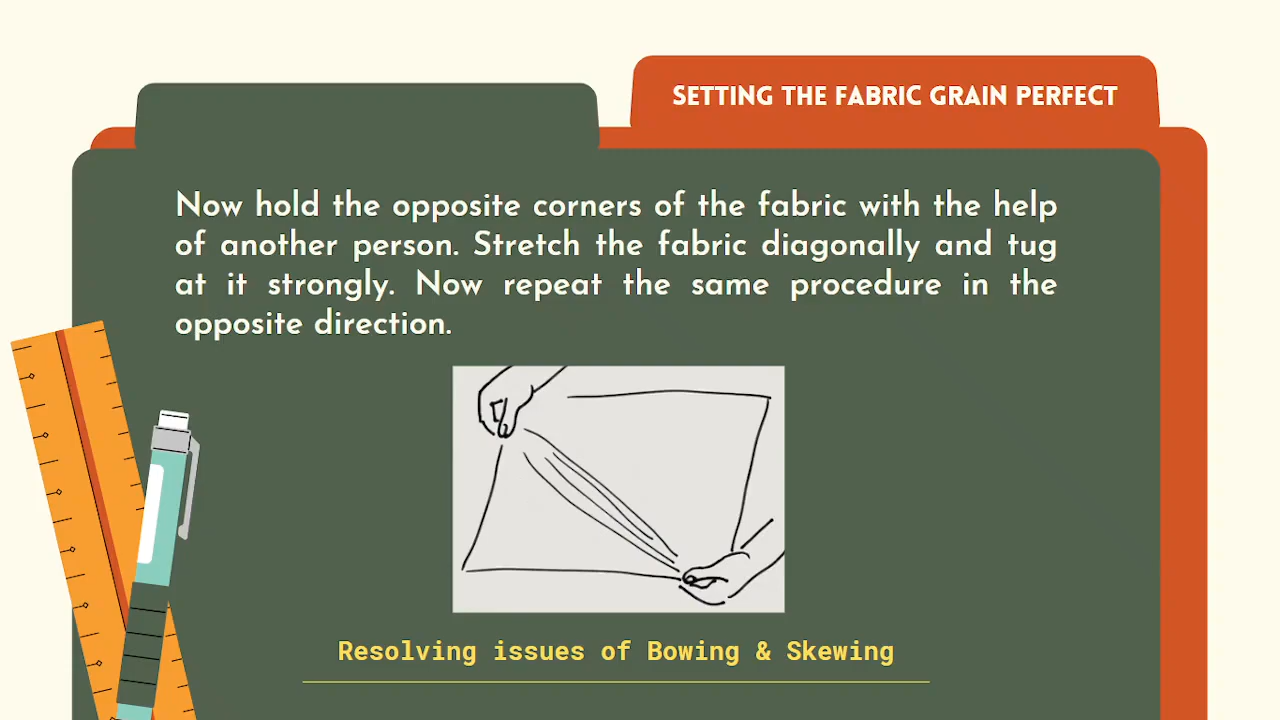 SETTING THE FABRIC GRAIN PERFECT
Now hold the opposite corners of the fabric with the help
of another person. Stretch the fabric diagonally and tug
at it strongly. Now repeat the same procedure in the
opposite direction.
Resolving issues of Bowing & Skewing